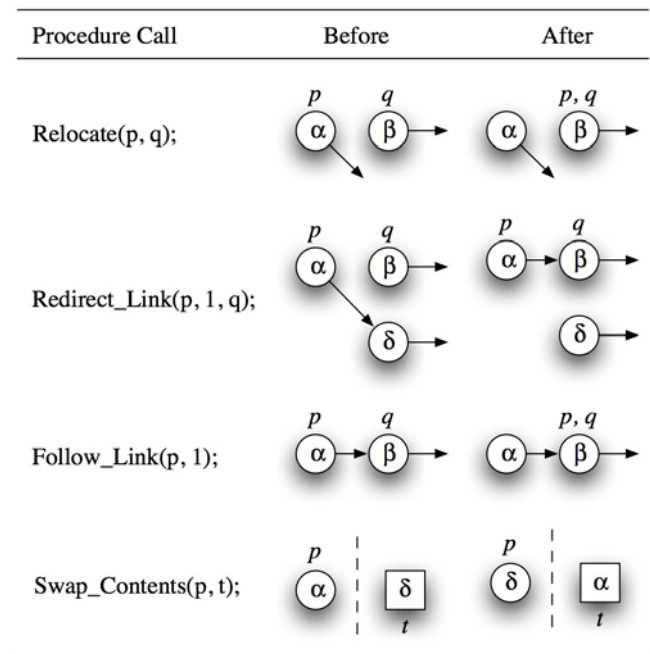 Procedure Call Before After
p q p, q
Relocate(p, q); α β α β
p q p q
Redirect_Link(p, 1, q); α β α β
δ δ
p q p, q
Follow_Link(p, 1); α β α β
p p
Swap_Contents(p, t); α δ δ α
t t